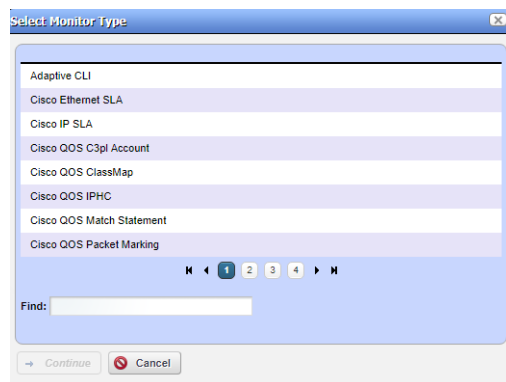 Select Monitor Type
Adaptive CLI
Cisco Ethernet SLA
Cisco IP SLA
Cisco QOS C3pl Account
Cisco QOS ClassMap
Cisco QOS IPHC
Cisco QOS Match Statement
Cisco QOS Packet Marking
1 2 3 4
Find:
Continue Cancel